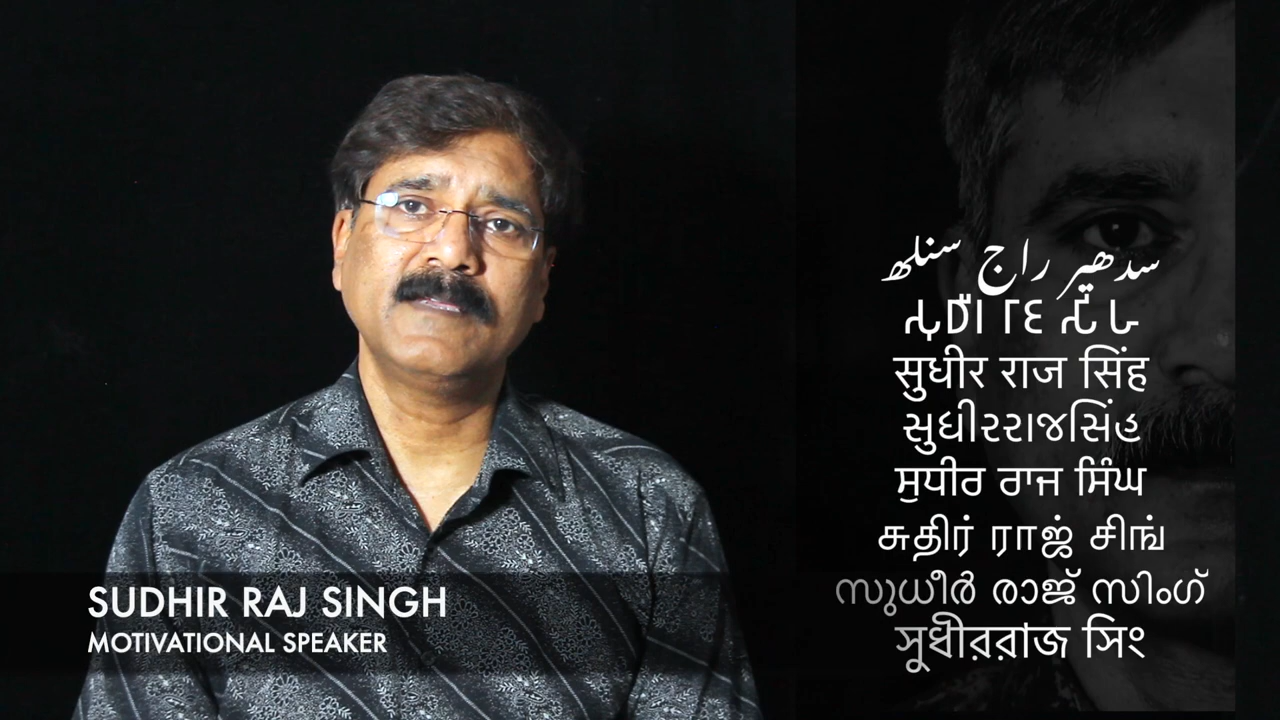 سدھیر راج سنلھ
सुधीर राज सिंह
સુધીરરાજસિંહ
ਸੁਧੀਰ ਰਾਜ ਸਿੰਘ
சுதிர் ராஜ் சிங்
സുധീർ രാജ് സിംഗ്
সুধীররাজ সিং
SUDHIR RAJ SINGH
MOTIVATIONAL SPEAKER